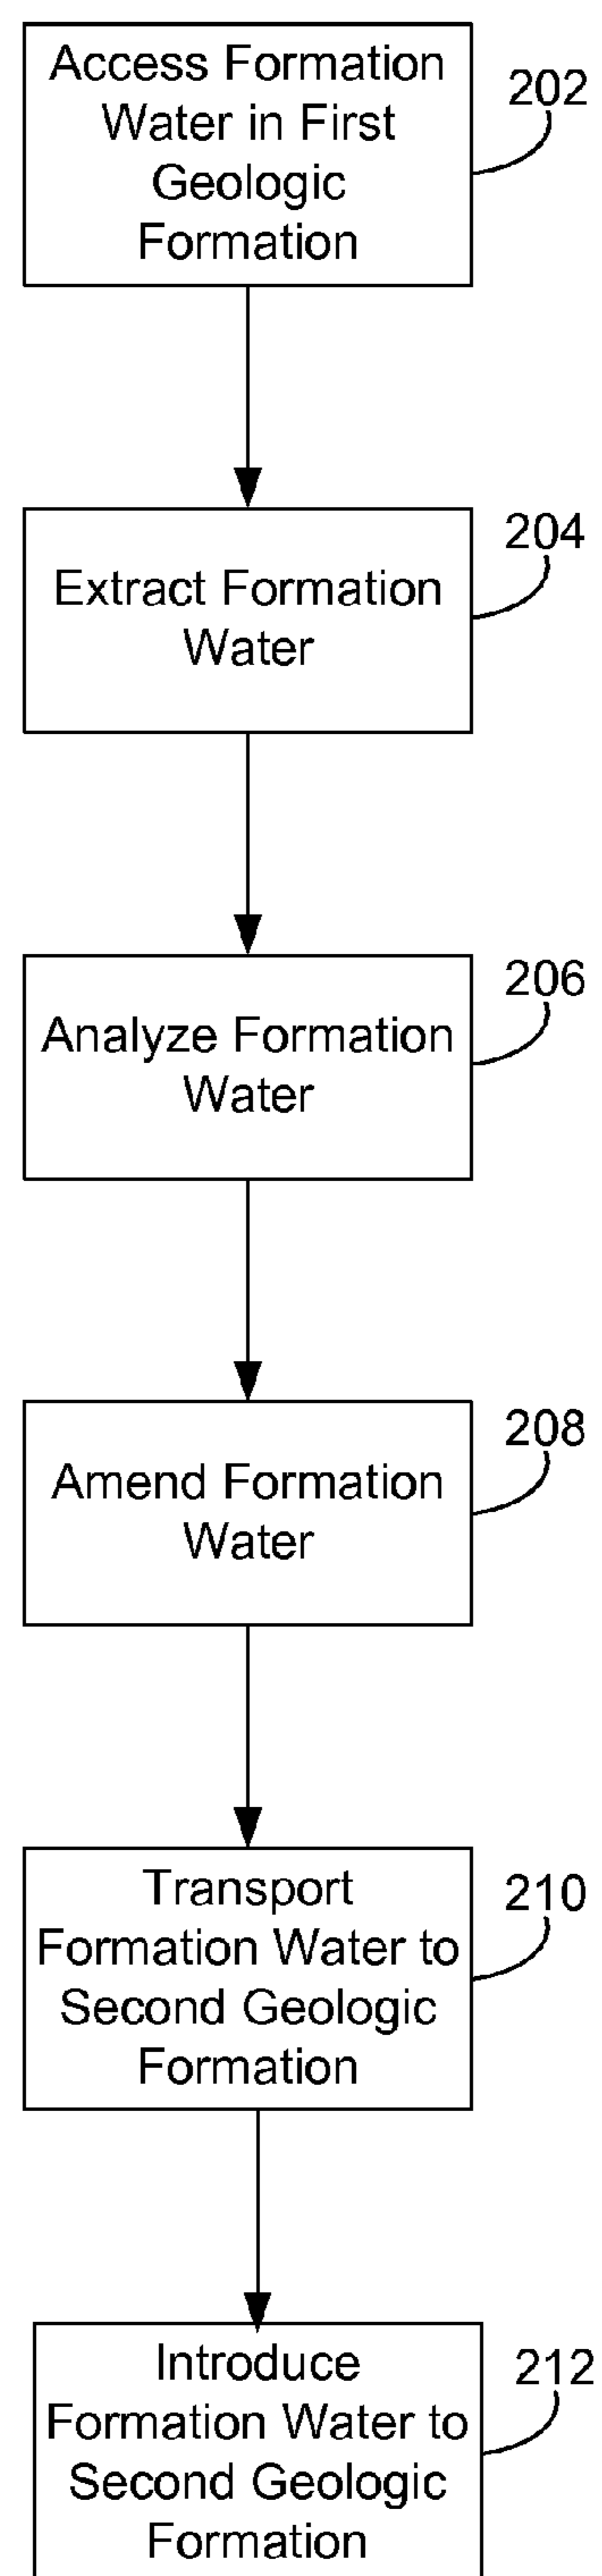 Access Formation
Water in First
Geologic
Formation
202
Extract Formation
Water
204
Analyze Formation
Water
206
Amend Formation
Water
208
Transport
Formation Water to
Second Geologic
Formation
210
Introduce
Formation Water to
Second Geologic
Formation
212